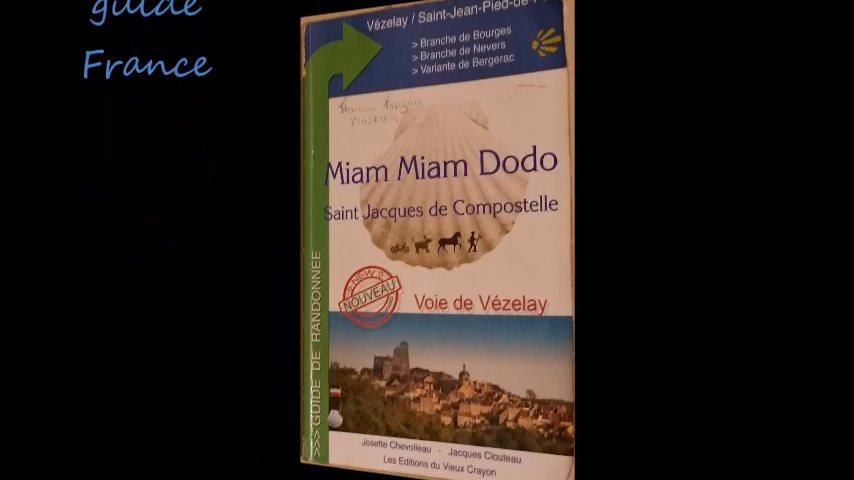 guide
France
Vézelay / Saint-Jean-Pied-de-
> Branche de Bourges
> Branche de Nevers
> Variante de Bergerac
Miam Miam Dodo
Saint Jacques de Compostelle
NEW
NOUVEAU
Voie de Vézelay
>>> GUIDE DE RANDONNÉE
Josette Chevolleau - Jacques Clouteau
Les Editions du Vieux Crayon